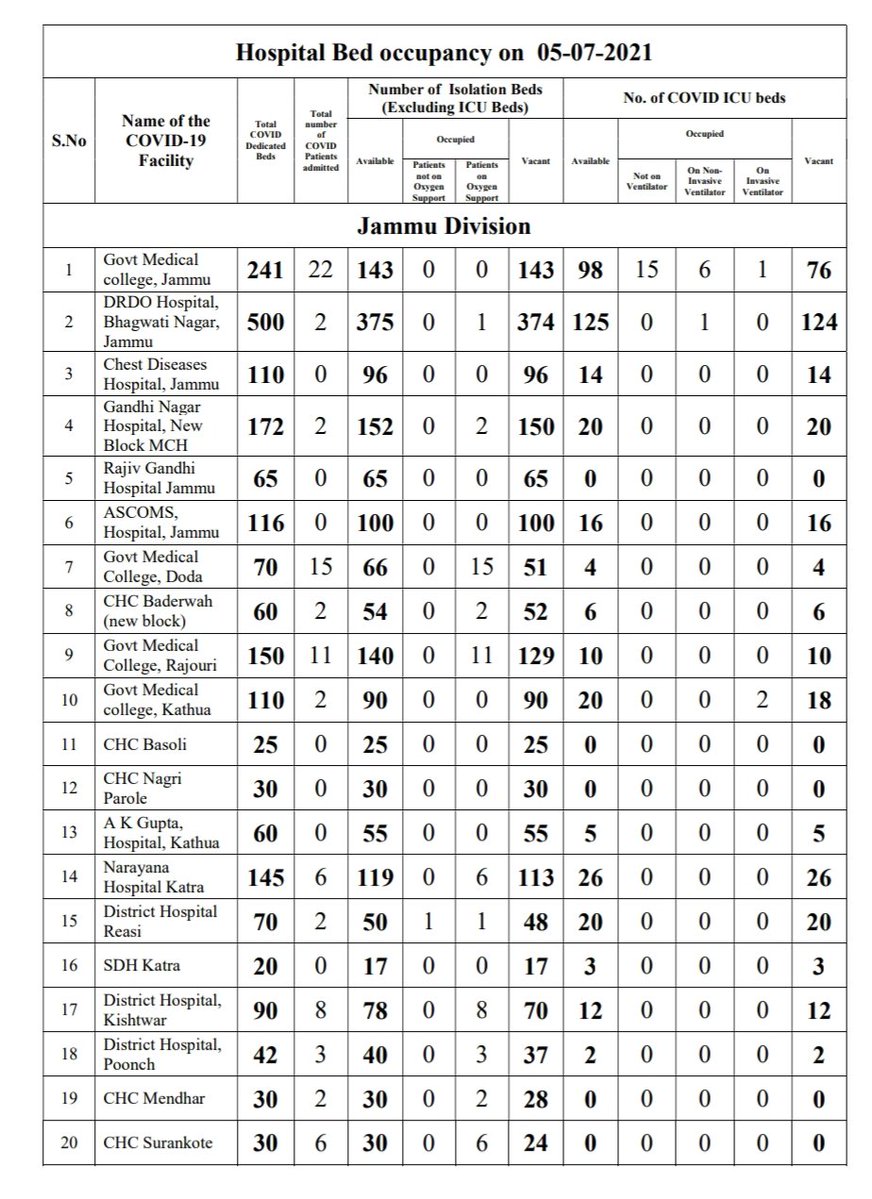 Hospital Bed occupancy on 05-07-2021
S.No
Name of the
COVID-19
Facility
Total
COVID
Dedicated
Beds
Total
number
of
COVID
Patients
admitted
Number of Isolation Beds
(Excluding ICU Beds)
Available
Occupied
Patients
not on
Oxygen
Support
Patients
on
Oxygen
Support
Vacant
No. of COVID ICU beds
Available
Occupied
Not on
Ventilator
On Non-
Invasive
Ventilator
On
Invasive
Ventilator
Vacant
Jammu Division
1 Govt Medical
college, Jammu 241 22 143 0 0 143 98 15 6 1 76
2 DRDO Hospital,
Bhagwati Nagar,
Jammu 500 2 375 0 1 374 125 0 1 0 124
3 Chest Diseases
Hospital, Jammu 110 0 96 0 0 96 14 0 0 0 14
4 Gandhi Nagar
Hospital, New
Block MCH 172 2 152 0 2 150 20 0 0 0 20
5 Rajiv Gandhi
Hospital Jammu 65 0 65 0 0 65 0 0 0 0 0
6 ASCOMS,
Hospital, Jammu 116 0 100 0 0 100 16 0 0 0 16
7 Govt Medical
College, Doda 70 15 66 0 15 51 4 0 0 0 4
8 CHC Baderwah
(new block) 60 2 54 0 2 52 6 0 0 0 6
9 Govt Medical
College, Rajouri 150 11 140 0 11 129 10 0 0 0 10
10 Govt Medical
college, Kathua 110 2 90 0 0 90 20 0 0 2 18
11 CHC Basoli 25 0 25 0 0 25 0 0 0 0 0
12 CHC Nagri
Parole 30 0 30 0 0 30 0 0 0 0 0
13 A K Gupta,
Hospital, Kathua 60 0 55 0 0 55 5 0 0 0 5
14 Narayana
Hospital Katra 145 6 119 0 6 113 26 0 0 0 26
15 District Hospital
Reasi 70 2 50 1 1 48 20 0 0 0 20
16 SDH Katra 20 0 17 0 0 17 3 0 0 0 3
17 District Hospital,
Kishtwar 90 8 78 0 8 70 12 0 0 0 12
18 District Hospital,
Poonch 42 3 40 0 3 37 2 0 0 0 2
19 CHC Mendhar 30 2 30 0 2 28 0 0 0 0 0
20 CHC Surankote 30 6 30 0 6 24 0 0 0 0 0